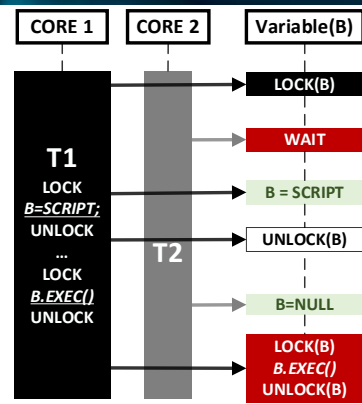 CORE 1
CORE 2
Variable(B)
LOCK(B)
WAIT
T1
LOCK
B=SCRIPT;
UNLOCK
...
LOCK
B.EXEC()
UNLOCK
T2
B = SCRIPT
UNLOCK(B)
B=NULL
LOCK(B)
B.EXEC()
UNLOCK(B)